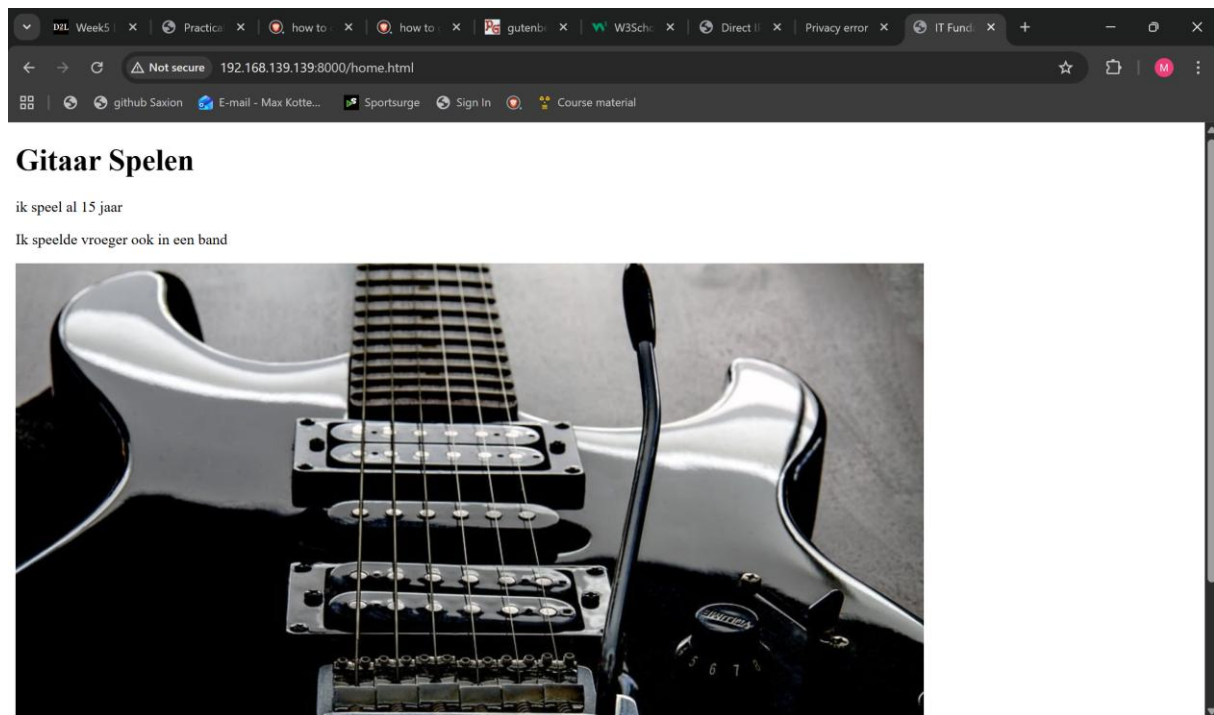 D2L Week5
Practica
how to
how to
Pg gutenb
W3Scho
Direct I
Privacy error
IT Fund
Not secure 192.168.139.139:8000/home.html
M
github Saxion
E-mail - Max Kotte...
Sportsurge
Sign In
Course material
Gitaar Spelen
ik speel al 15 jaar
Ik speelde vroeger ook in een band
5 6 7 8